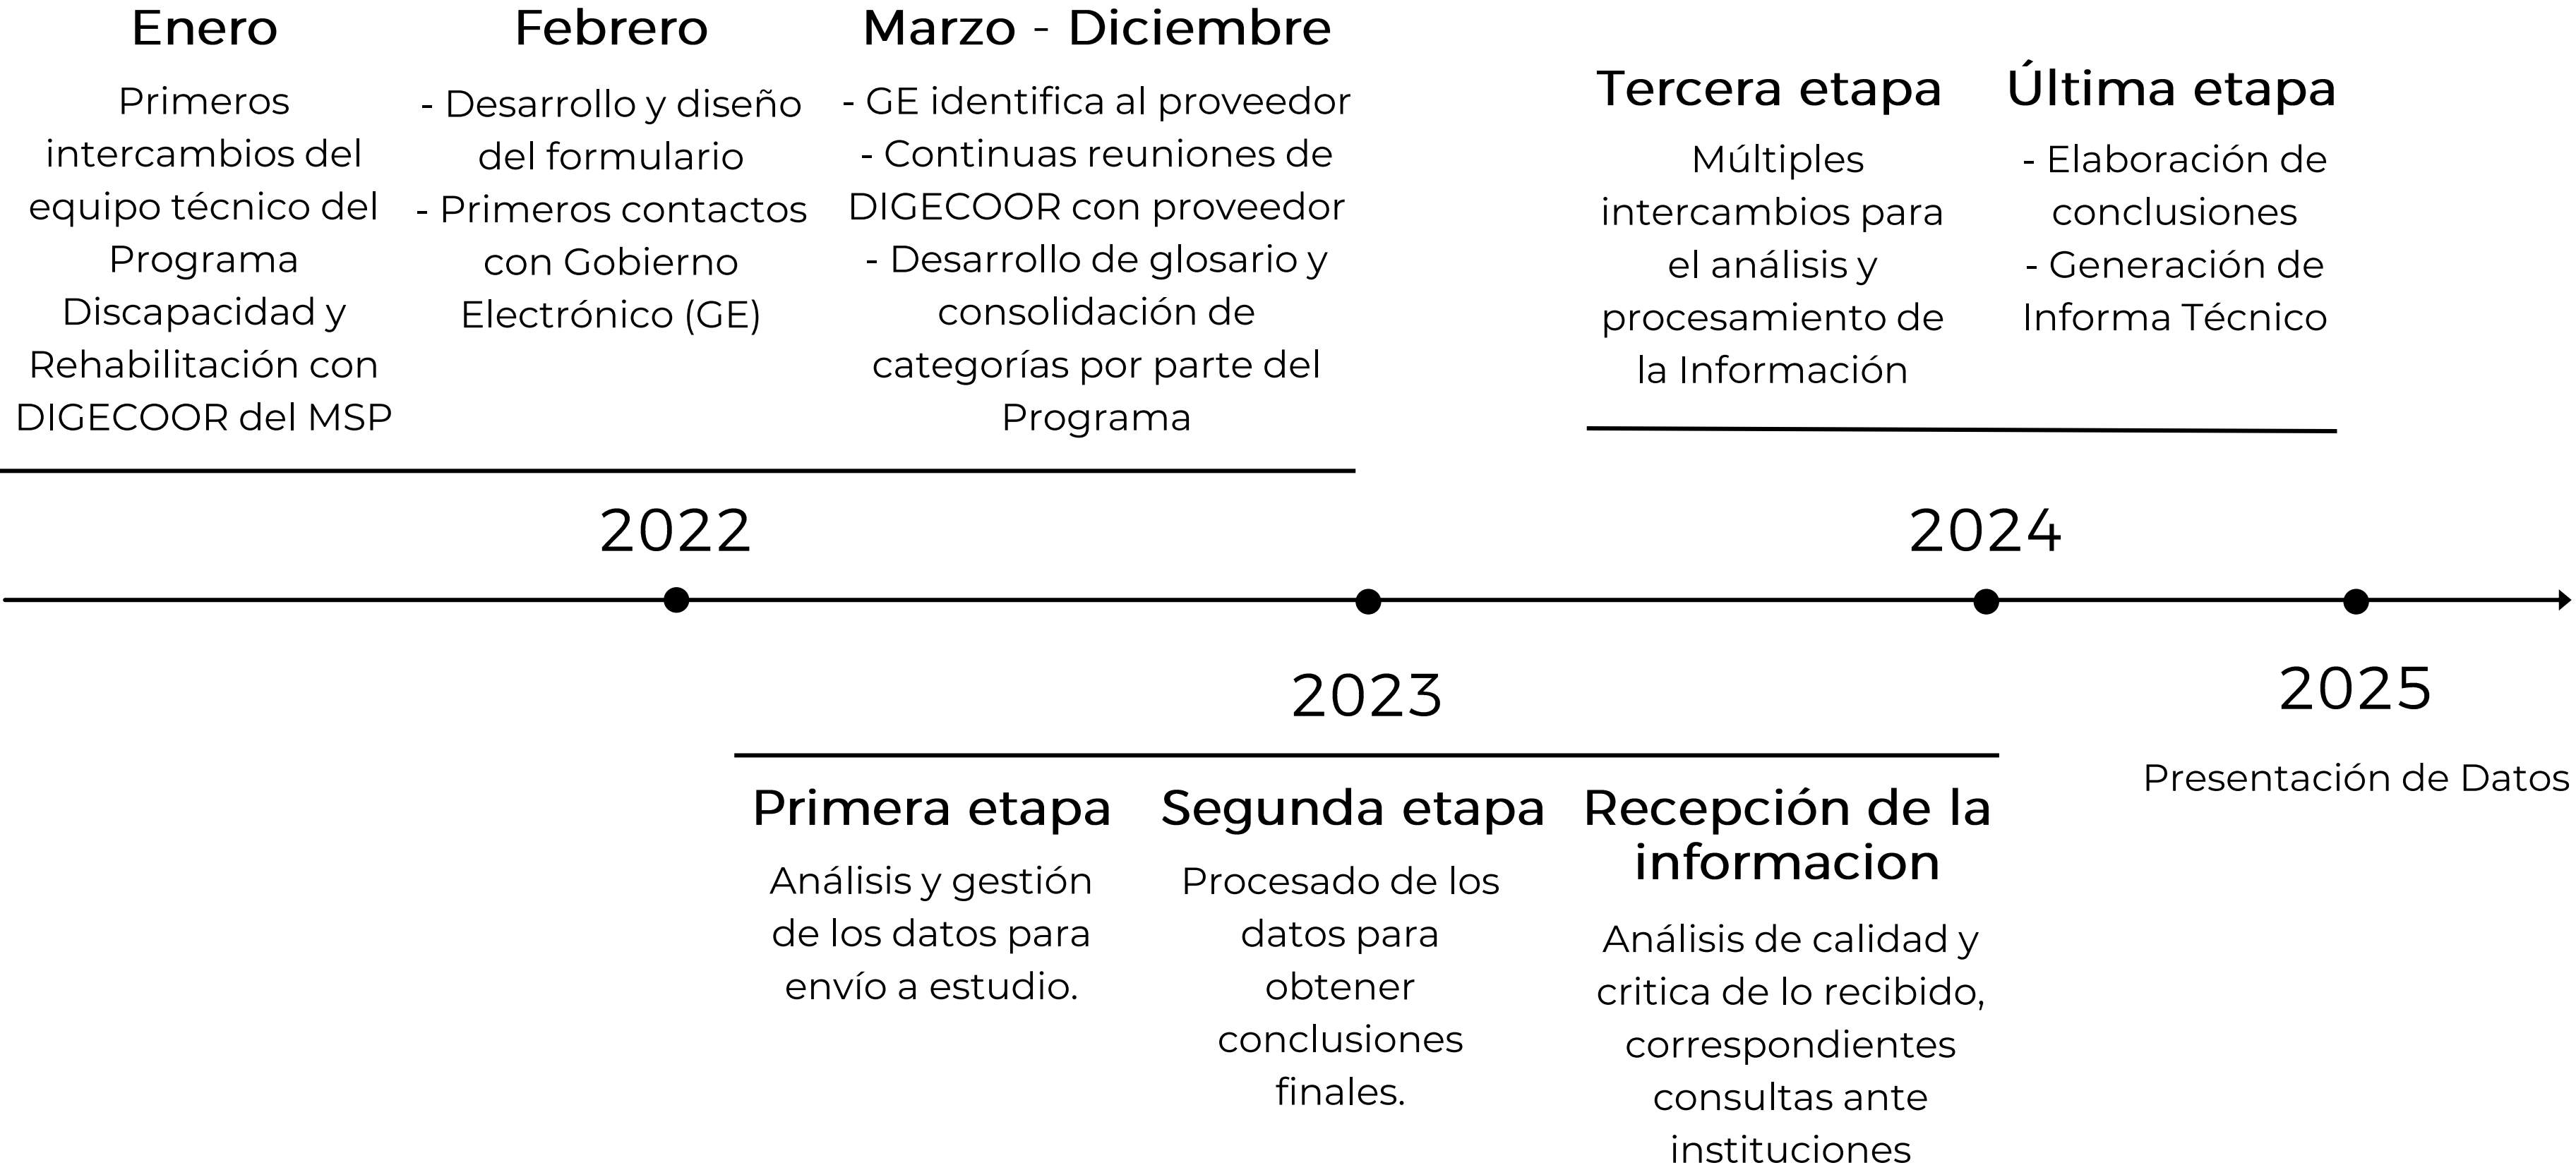 Enero
Primeros
intercambios del
equipo técnico del
Programa
Discapacidad y
Rehabilitación con
DIGECOOR del MSP
Febrero
- Desarrollo y diseño
del formulario
- Primeros contactos
con Gobierno
Electrónico (GE)
Marzo - Diciembre
- GE identifica al proveedor
- Continuas reuniones de
DIGECOOR con proveedor
- Desarrollo de glosario y
consolidación de
categorías por parte del
Programa
2022
Primera etapa
Análisis y gestión
de los datos para
envío a estudio.
Segunda etapa
Procesado de los
datos para
obtener
conclusiones
finales.
Recepción de la
informacion
Análisis de calidad y
critica de lo recibido,
correspondientes
consultas ante
instituciones
2023
Tercera etapa
Múltiples
intercambios para
el análisis y
procesamiento de
la Información
Última etapa
- Elaboración de
conclusiones
- Generación de
Informa Técnico
2024
2025
Presentación de Datos